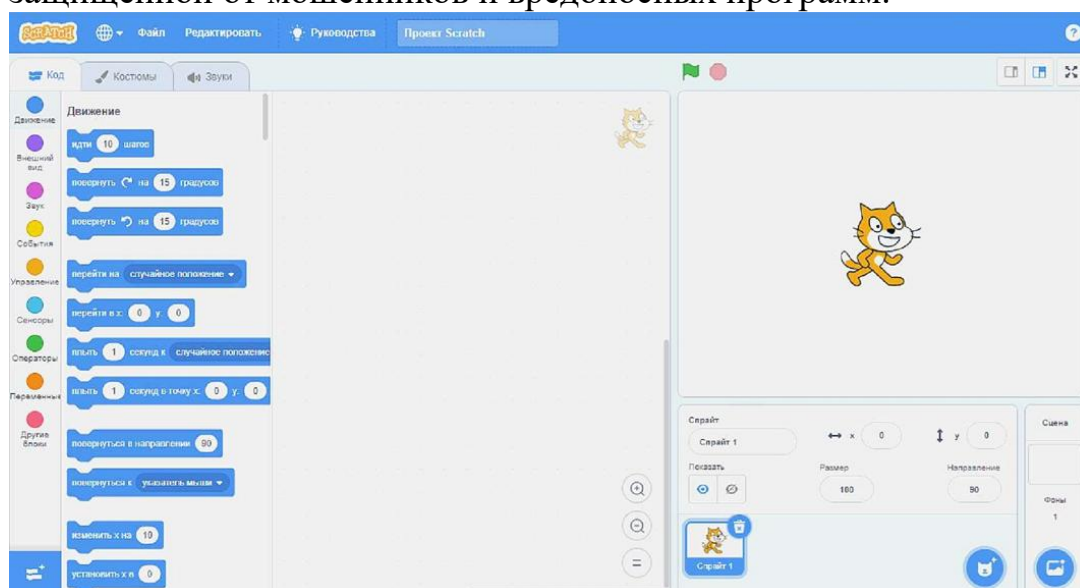 защищенной от мошенников и вредоносных программ.
SCRATCH Файл Редактировать Руководства Проект Scratch
Код Костюмы Звуки
Движение
Движение
идти 10 шагов
Внешний вид
повернуть на 15 градусов
Звук
повернуть на 15 градусов
События
Управление
перейти на случайное положение
Сенсоры
перейти в x: 0 y: 0
Операторы
плыть 1 секунд к случайное положение
Переменные
плыть 1 секунд в точку x: 0 y: 0
Другие блоки
повернуться в направлении 90
повернуться к указатель мыши
изменить x на 10
установить x в 0
Спрайт
Спрайт 1 x 0 y 0
Показать Размер Направление
100 90
Спрайт 1
Сцена
Фоны
1